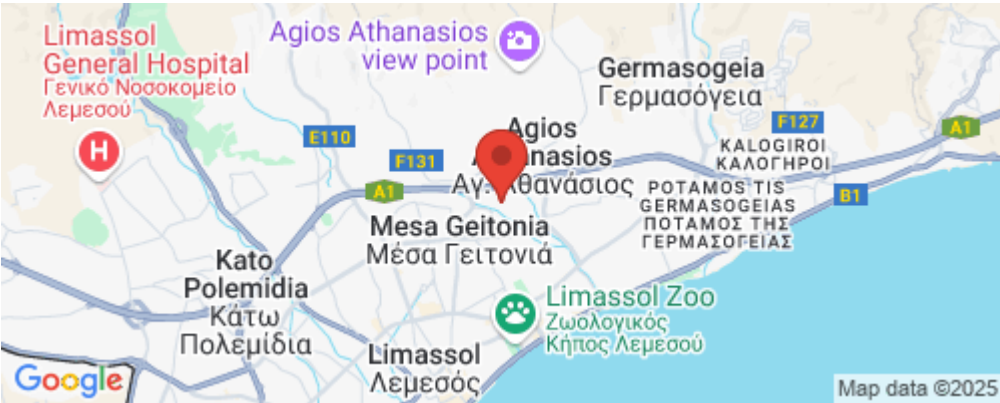 Limassol
General Hospital
Γενικό Νοσοκομείο
Λεμεσού
H
Agios Athanasios
view point
Germasogeia
Γερμασόγεια
E110
F131
A1
Agios
Αγ.
F127
A1
KALOGIROI
ΚΑΛΟΓΗΡΟΙ
POTAMOS TIS
GERMASOGEIAS
ΠΟΤΑΜΟΣ ΤΗΣ
ΓΕΡΜΑΣΟΓΕΙΑΣ
B1
Mesa Geitonia
Μέσα Γειτονιά
Kato
Polemidia
Κάτω
Πολεμίδια
Limassol Zoo
Ζωολογικός
Κήπος Λεμεσού
Limassol
Λεμεσός
Google
Map data ©2025